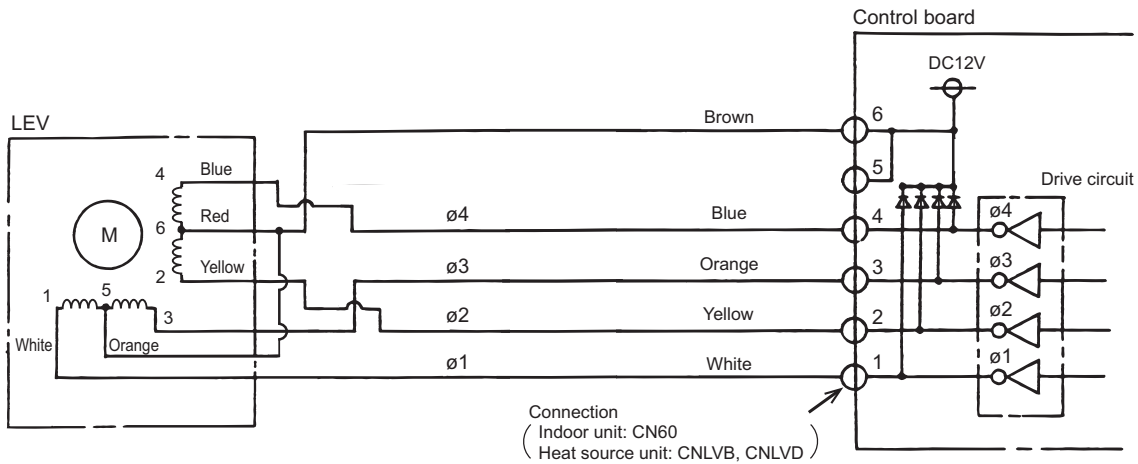 Control board
DC12V
LEV
Brown
6
4
Blue
5
Drive circuit
Red
6
M
ø4
Blue
4
ø4
Yellow
2
ø3
Orange
3
ø3
1
5
3
ø2
Yellow
2
ø2
White
Orange
ø1
White
1
ø1
Connection
( Indoor unit: CN60
Heat source unit: CNLVB, CNLVD )